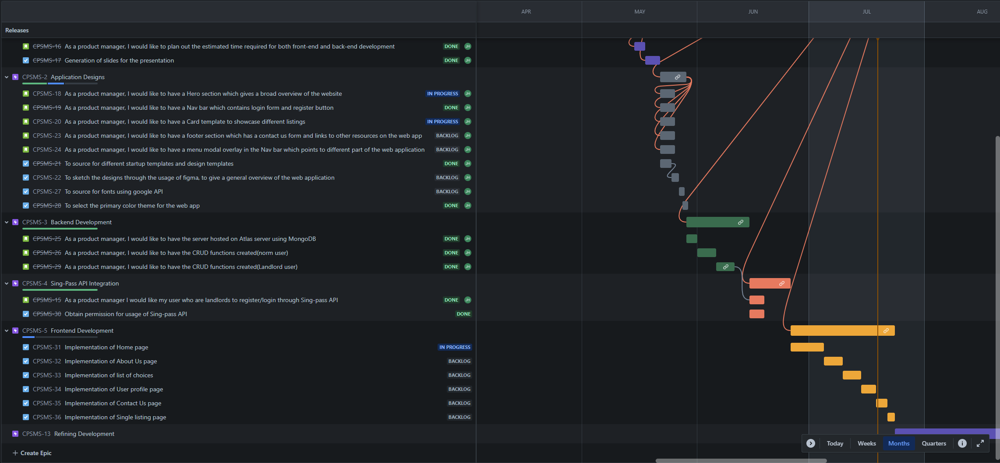 APR MAY JUN JUL AUG
Releases
CPSMS-16 As a product manager, I would like to plan out the estimated time required for both front-end and back-end development DONE JH
CPSMS-17 Generation of slides for the presentation DONE JH
CPSMS-2 Application Designs
CPSMS-18 As a product manager, I would like to have a Hero section which gives a broad overview of the website IN PROGRESS JH
CPSMS-19 As a product manager, I would like to have a Nav bar which contains login form and register button DONE JH
CPSMS-20 As a product manager, I would like to have a Card template to showcase different listings IN PROGRESS JH
CPSMS-23 As a product manager, I would like to have a footer section which has a contact us form and links to other resources on the web app BACKLOG JH
CPSMS-24 As a product manager, I would like to have a menu modal overlay in the Nav bar which points to different part of the web application BACKLOG JH
CPSMS-21 To source for different startup templates and design templates DONE JH
CPSMS-22 To sketch the designs through the usage of figma, to give a general overview of the web application BACKLOG JH
CPSMS-27 To source for fonts using google API BACKLOG JH
CPSMS-28 To select the primary color theme for the web app DONE JH
CPSMS-3 Backend Development
CPSMS-25 As a product manager, I would like to have the server hosted on Atlas server using MongoDB DONE JH
CPSMS-26 As a product manager, I would like to have the CRUD functions created(norm user) DONE JH
CPSMS-29 As a product manager, I would like to have the CRUD functions created(Landlord user) DONE JH
CPSMS-4 Sing-Pass API Integration
CPSMS-15 As a product manager I would like my user who are landlords to register/login through Sing-pass API DONE JH
CPSMS-30 Obtain permission for usage of Sing-pass API DONE
CPSMS-5 Frontend Development
CPSMS-31 Implementation of Home page IN PROGRESS
CPSMS-32 Implementation of About Us page BACKLOG
CPSMS-33 Implementation of list of choices BACKLOG
CPSMS-34 Implementation of User profile page BACKLOG
CPSMS-35 Implementation of Contact Us page BACKLOG
CPSMS-36 Implementation of Single listing page BACKLOG
CPSMS-13 Refining Development
Today Weeks Months Quarters
+ Create Epic